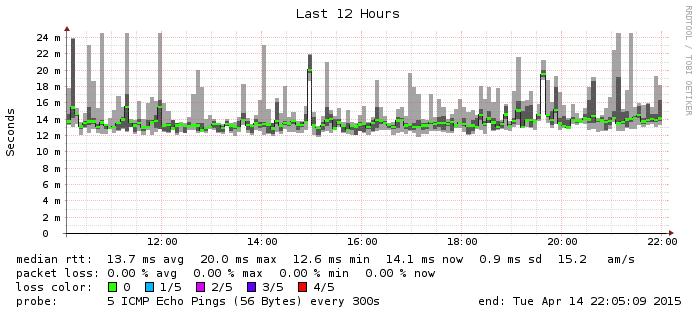 Last 12 Hours
RRDTOOL / TOBI OETIKER
Seconds
24 m
22 m
20 m
18 m
16 m
14 m
12 m
10 m
8 m
6 m
4 m
2 m
0
12:00 14:00 16:00 18:00 20:00 22:00
median rtt: 13.7 ms avg 20.0 ms max 12.6 ms min 14.1 ms now 0.9 ms sd 15.2 am/s
packet loss: 0.00 % avg 0.00 % max 0.00 % min 0.00 % now
loss color: 0 1/5 2/5 3/5 4/5
probe: 5 ICMP Echo Pings (56 Bytes) every 300s end: Tue Apr 14 22:05:09 2015